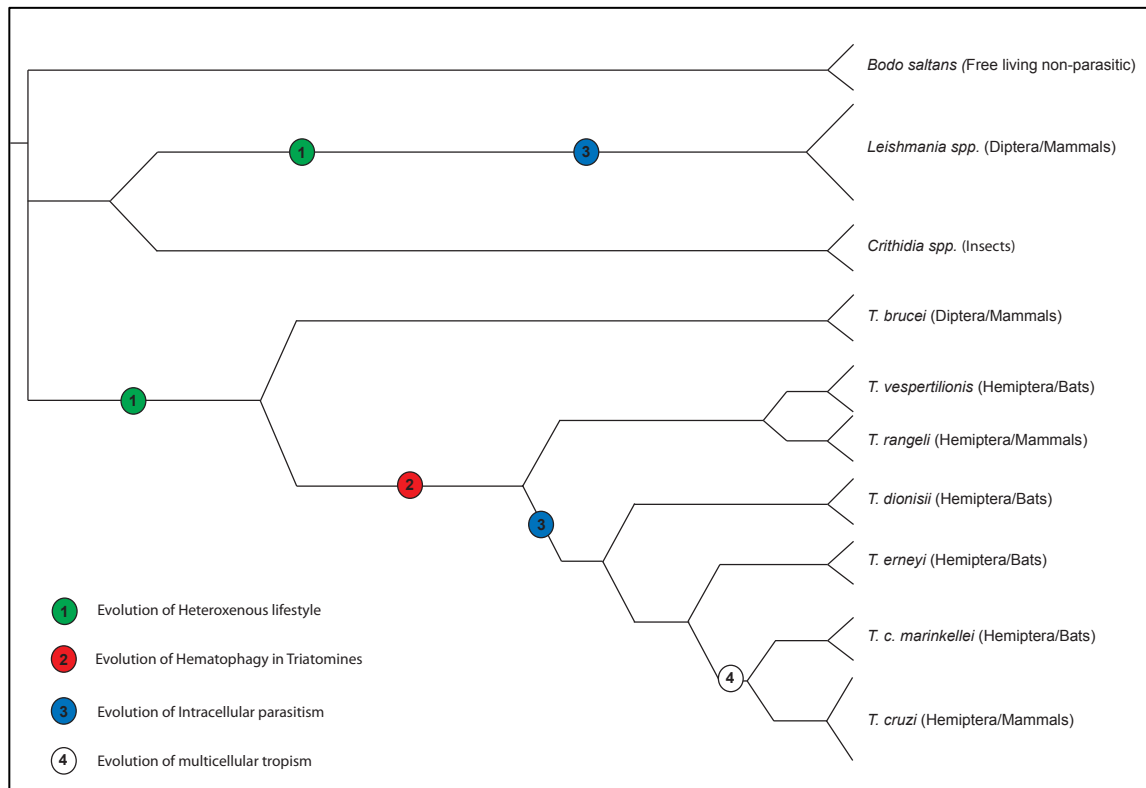 Bodo saltans (Free living non-parasitic)
Leishmania spp. (Diptera/Mammals)
1
3
Crithidia spp. (Insects)
T. brucei (Diptera/Mammals)
T. vespertilionis (Hemiptera/Bats)
1
T. rangeli (Hemiptera/Mammals)
2
T. dionisii (Hemiptera/Bats)
3
T. erneyi (Hemiptera/Bats)
T. c. marinkellei (Hemiptera/Bats)
4
T. cruzi (Hemiptera/Mammals)
1 Evolution of Heteroxenous lifestyle
2 Evolution of Hematophagy in Triatomines
3 Evolution of Intracellular parasitism
4 Evolution of multicellular tropism